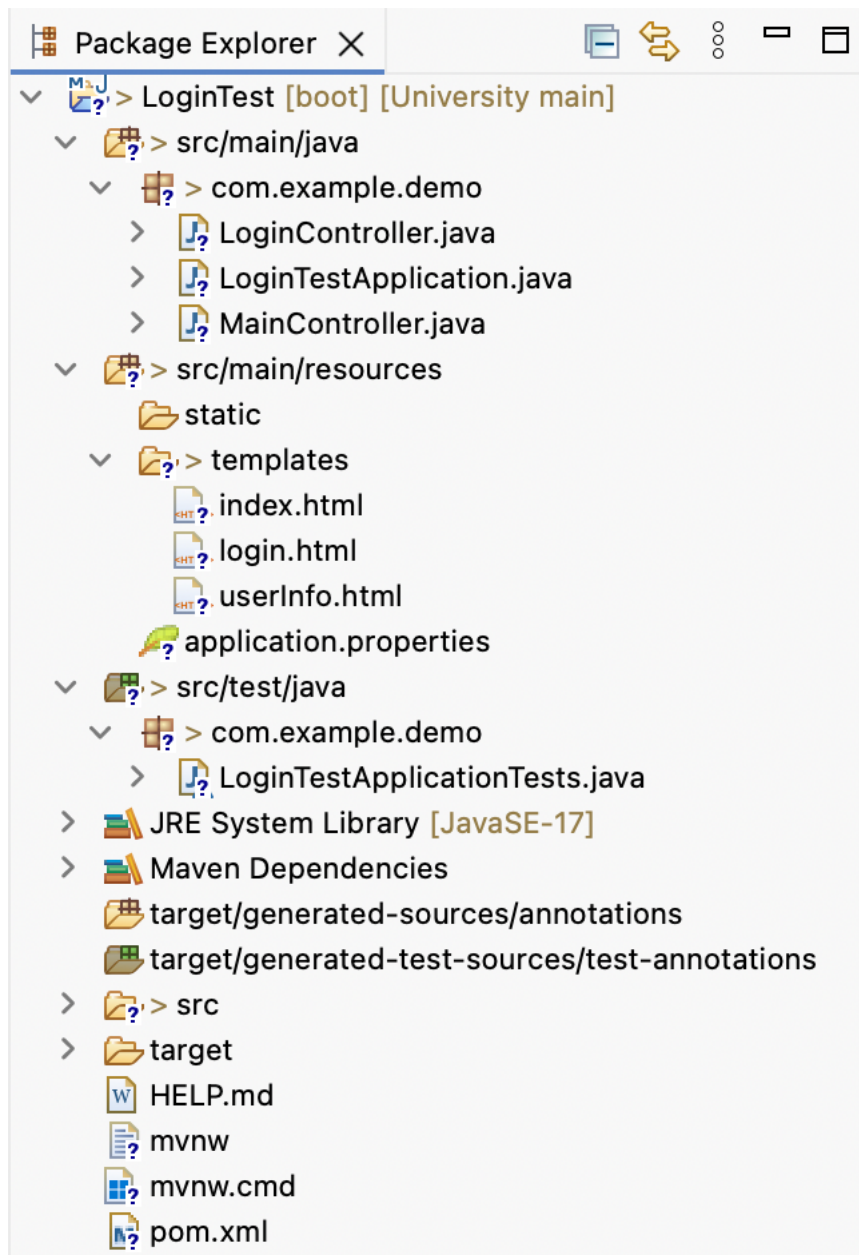 Package Explorer
> LoginTest [boot] [University main]
> src/main/java
> com.example.demo
LoginController.java
LoginTestApplication.java
MainController.java
> src/main/resources
static
> templates
index.html
login.html
userInfo.html
application.properties
> src/test/java
> com.example.demo
LoginTestApplicationTests.java
JRE System Library [JavaSE-17]
Maven Dependencies
target/generated-sources/annotations
target/generated-test-sources/test-annotations
> src
target
HELP.md
mvnw
mvnw.cmd
pom.xml